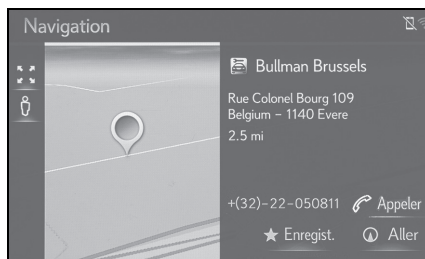 Navigation
Bullman Brussels
Rue Colonel Bourg 109
Belgium – 1140 Evere
2.5 mi
+(32)-22-050811
Appeler
Enregist.
Aller